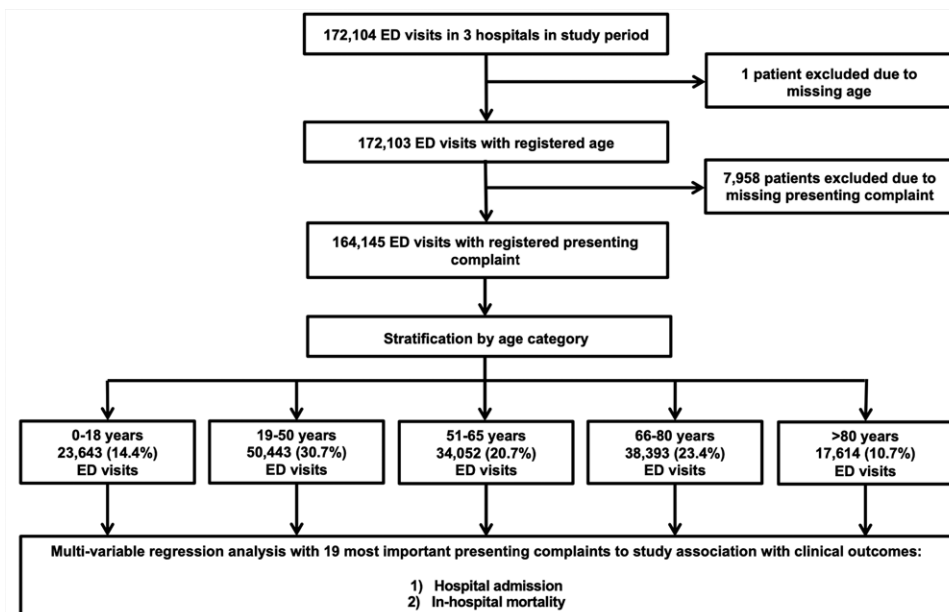 172,104 ED visits in 3 hospitals in study period
1 patient excluded due to
missing age
172,103 ED visits with registered age
7,958 patients excluded due to
missing presenting complaint
164,145 ED visits with registered presenting
complaint
Stratification by age category
0-18 years
23,643 (14.4%)
ED visits
19-50 years
50,443 (30.7%)
ED visits
51-65 years
34,052 (20.7%)
ED visits
66-80 years
38,393 (23.4%)
ED visits
>80 years
17,614 (10.7%)
ED visits
Multi-variable regression analysis with 19 most important presenting complaints to study association with clinical outcomes:
1) Hospital admission
2) In-hospital mortality